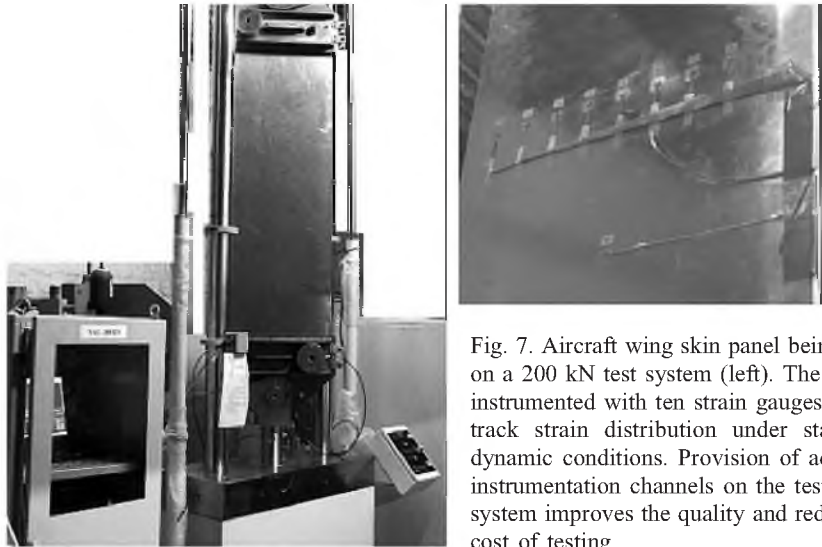 Fig. 7. Aircraft wing skin panel bein
on a 200 kN test system (left). The
instrumented with ten strain gauges
track strain distribution under sta
dynamic conditions. Provision of ad
instrumentation channels on the test
system improves the quality and red
cost of testing